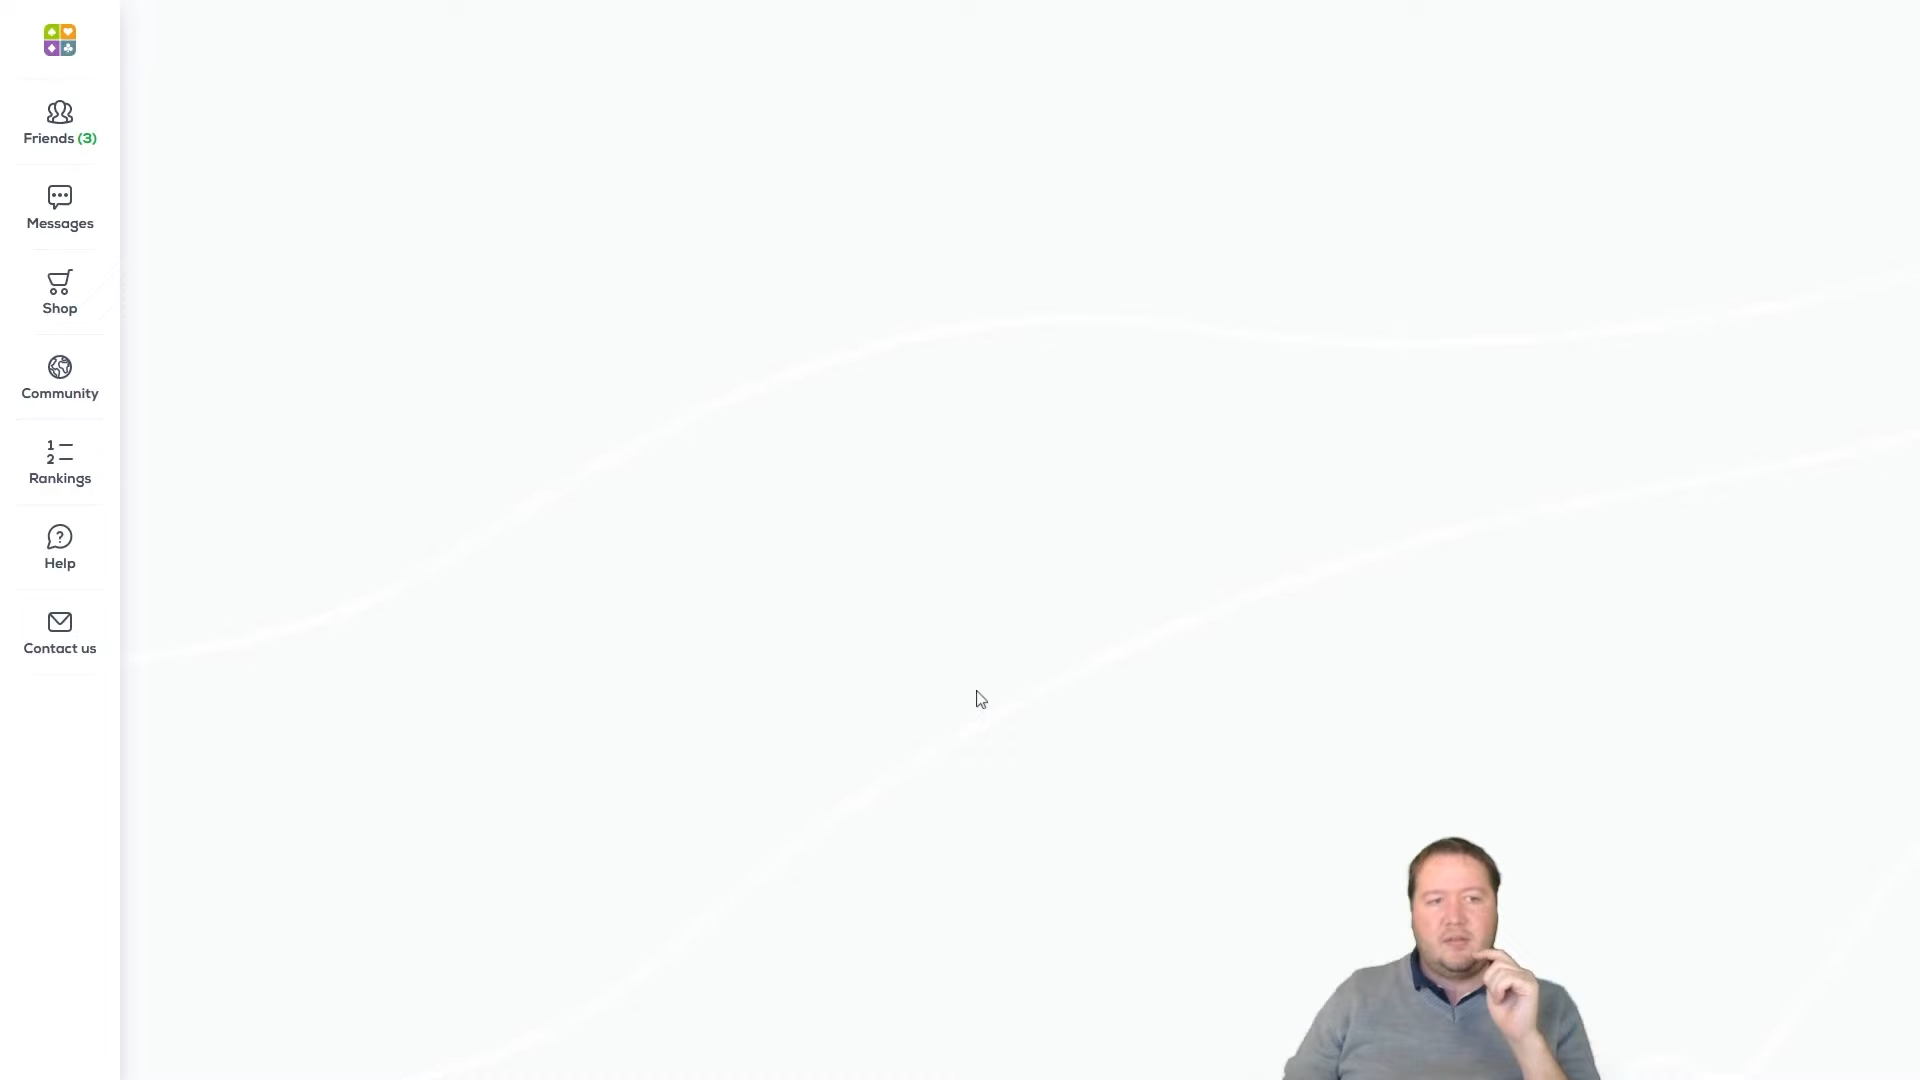 Friends (3)
Messages
Shop
Community
1
2
Rankings
?
Help
Contact us